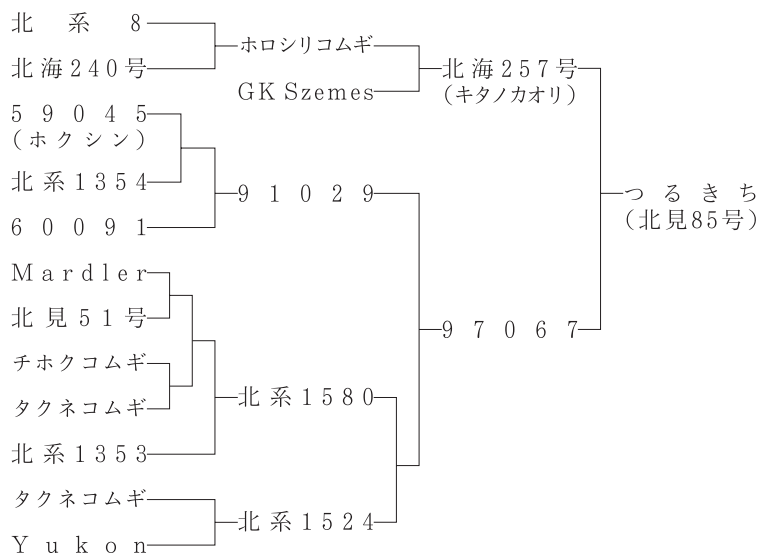 北系8
北海240号
59045
(ホクシン)
北系1354
60091
Mardler
北見51号
チホクコムギ
タクネコムギ
北系1353
タクネコムギ
Yukon
ホロシリコムギ
GK Szemes
91029
北系1580
北系1524
北海257号
(キタノカオリ)
97067
つるきち
(北見85号)